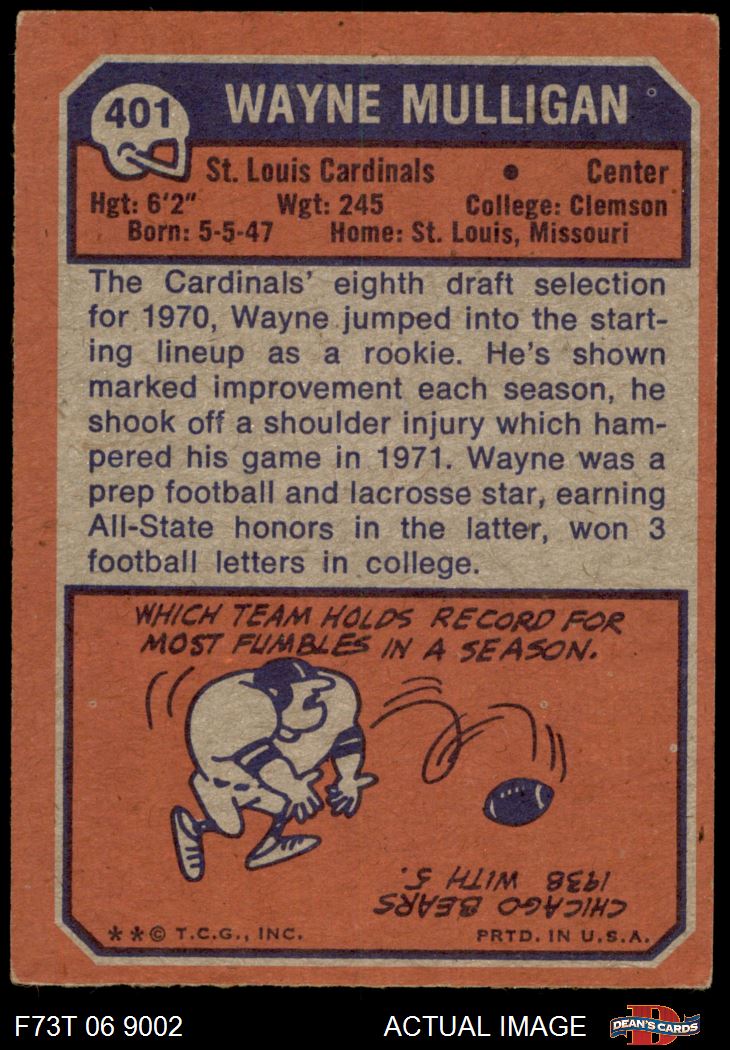 401
WAYNE MULLIGAN
St. Louis Cardinals • Center
Hgt: 6'2" Wgt: 245 College: Clemson
Born: 5-5-47 Home: St. Louis, Missouri
The Cardinals' eighth draft selection
for 1970, Wayne jumped into the start-
ing lineup as a rookie. He's shown
marked improvement each season, he
shook off a shoulder injury which ham-
pered his game in 1971. Wayne was a
prep football and lacrosse star, earning
All-State honors in the latter, won 3
football letters in college.
WHICH TEAM HOLDS RECORD FOR
MOST FUMBLES IN A SEASON.
CHICAGO BEARS
1938 WITH 5.
**© T.C.G., INC. PRTD. IN U.S.A.
F73T 06 9002 ACTUAL IMAGE
D
DEAN'S CARDS